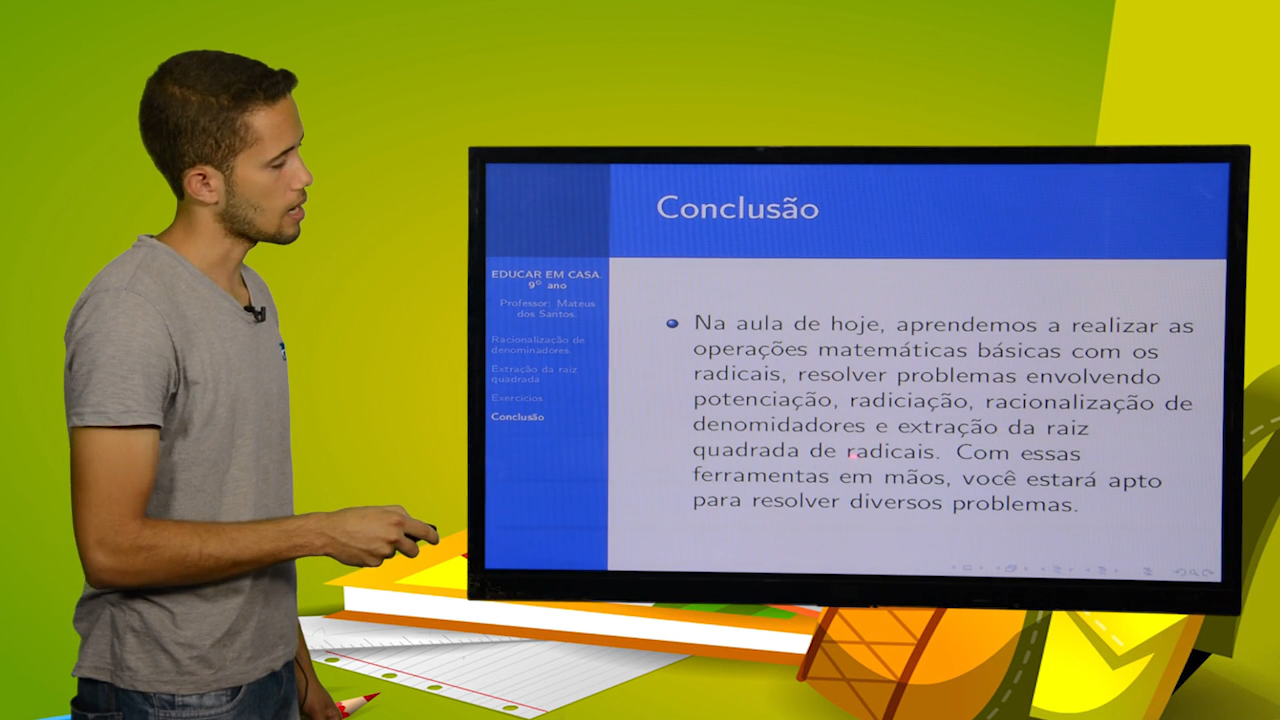 Conclusão
EDUCAR EM CASA.
9º ano
Professor: Mateus
dos Santos.
Racionalização de
denominadores.
Extração da raiz
quadrada
Exercícios
Conclusão
Na aula de hoje, aprendemos a realizar as
operações matemáticas básicas com os
radicais, resolver problemas envolvendo
potenciação, radiciação, racionalização de
denomidadores e extração da raiz
quadrada de radicais. Com essas
ferramentas em mãos, você estará apto
para resolver diversos problemas.